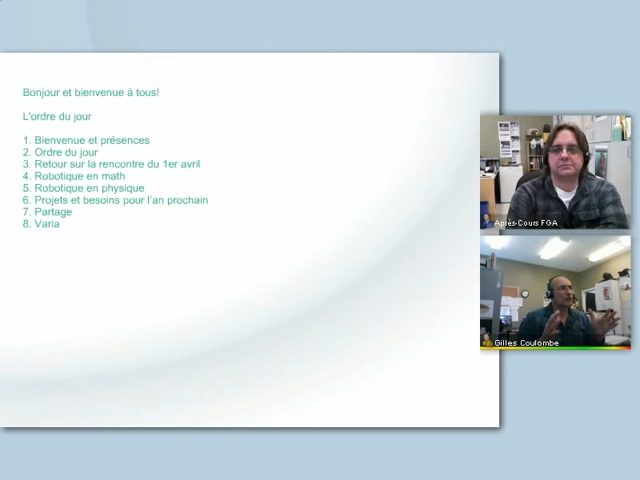 Bonjour et bienvenue à tous!
L'ordre du jour
1. Bienvenue et présences
2. Ordre du jour
3. Retour sur la rencontre du 1er avril
4. Robotique en math
5. Robotique en physique
6. Projets et besoins pour l'an prochain
7. Partage
8. Varia
Après-Cours FGA
Gilles Coulombe